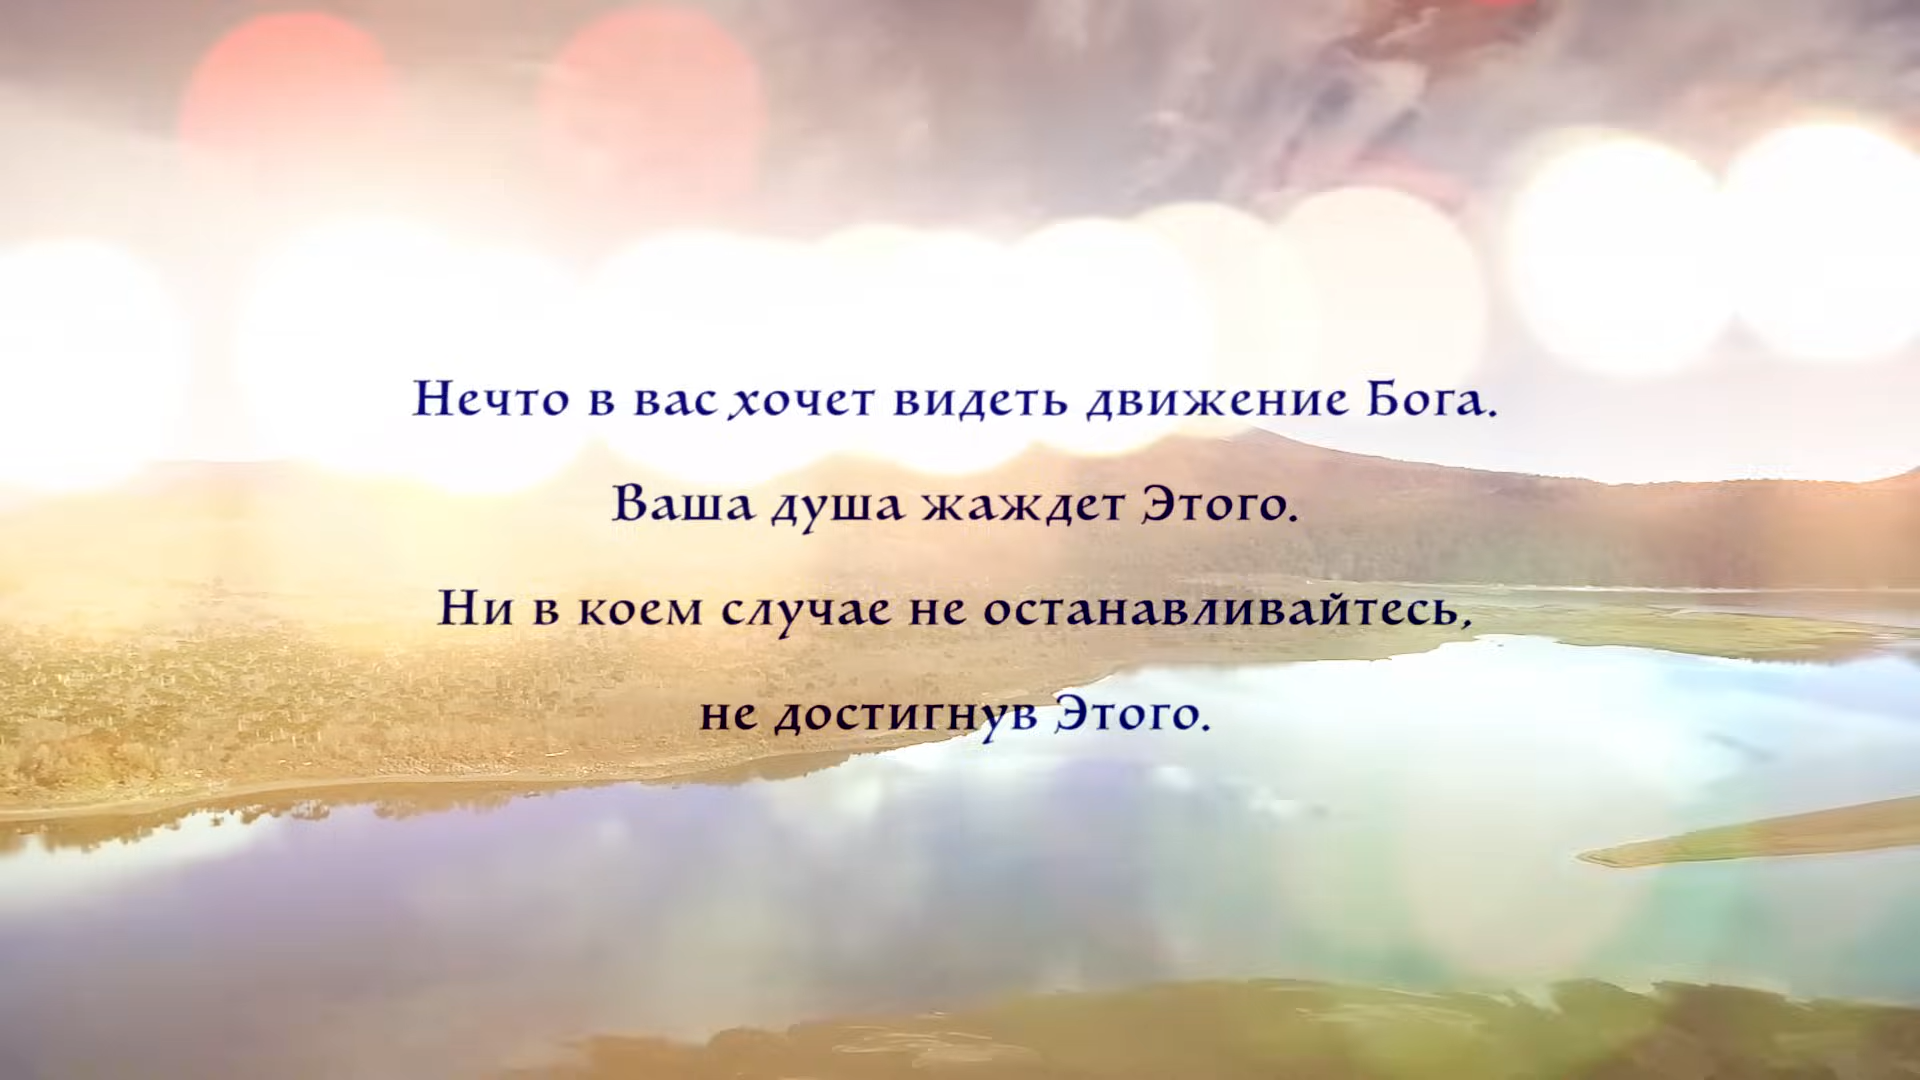 Нечто в вас хочет видеть движение Бога.
Ваша душа жаждет Этого.
Ни в коем случае не останавливайтесь,
не достигнув Этого.